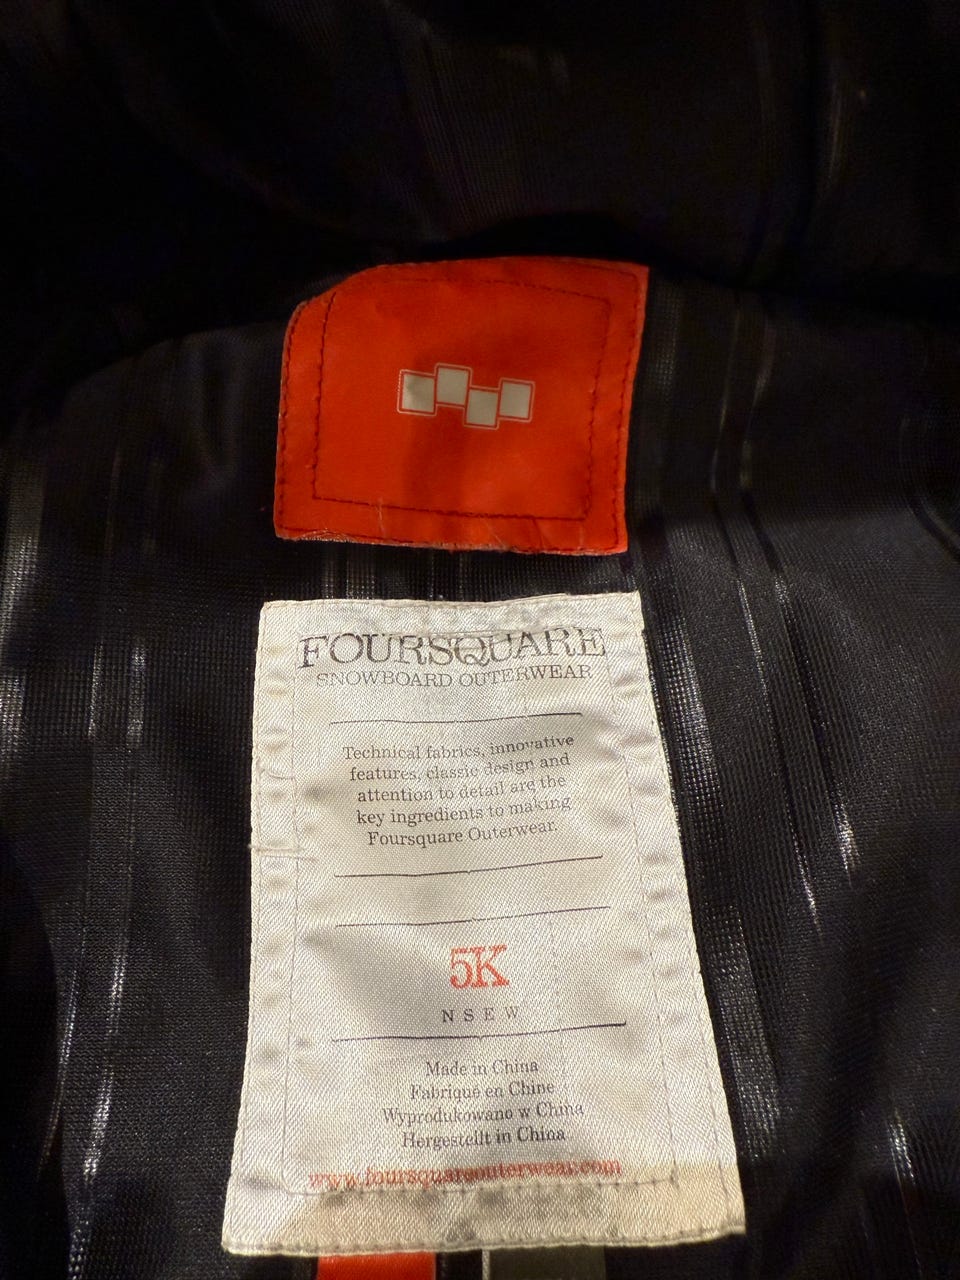 FOURSQUARE
SNOWBOARD OUTERWEAR
Technical fabrics, innovative
features, classic design and
attention to detail are the
key ingredients to making
Foursquare Outerwear.
5K
N S E W
Made in China
Fabriqué en Chine
Wyprodukowano w China
Hergestellt in China
www.foursquareouterwear.com